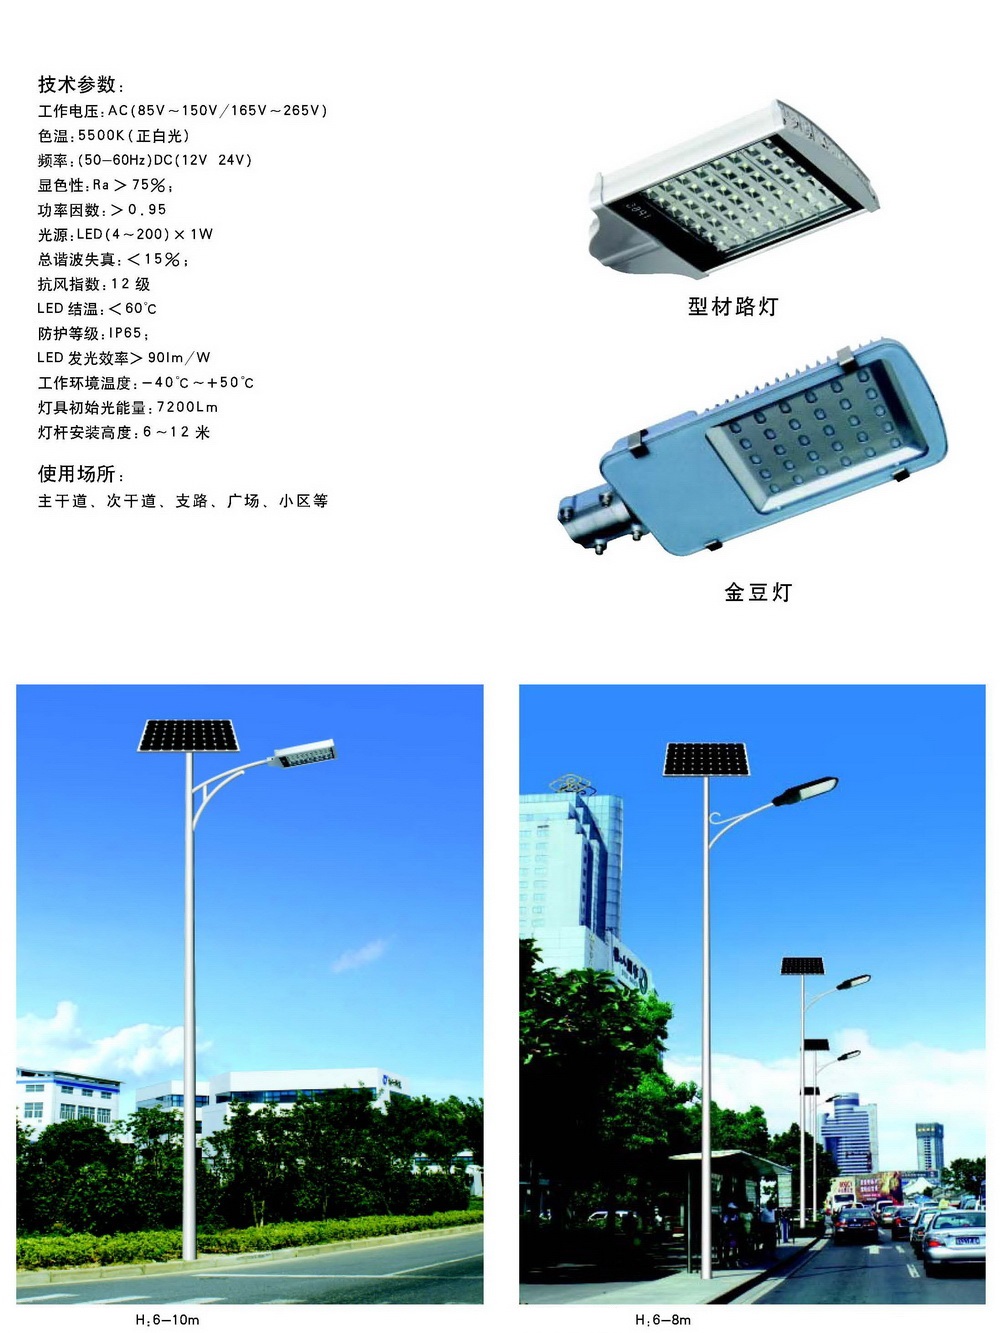 技术参数:
工作电压:AC(85V～150V/165V～265V)
色温:5500K(正白光)
频率:(50-60Hz)DC(12V 24V)
显色性:Ra＞75%;
功率因数:＞0.95
光源:LED(4～200)×1W
总谐波失真:＜15%;
抗风指数:12级
LED结温:＜60℃
防护等级:IP65;
LED发光效率＞90lm/W
工作环境温度:-40℃～+50℃
灯具初始光能量:7200Lm
灯杆安装高度:6～12米
使用场所:
主干道、次干道、支路、广场、小区等
型材路灯
金豆灯
H:6-10m
H:6-8m